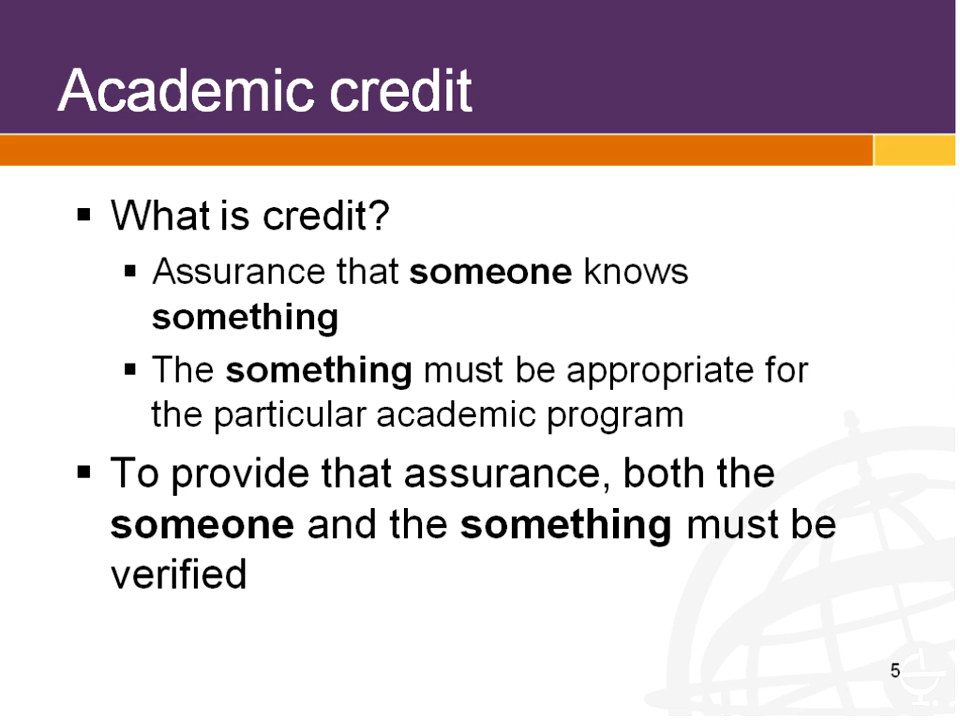 Academic credit
▪ What is credit?
▪ Assurance that someone knows
something
▪ The something must be appropriate for
the particular academic program
▪ To provide that assurance, both the
someone and the something must be
verified
5